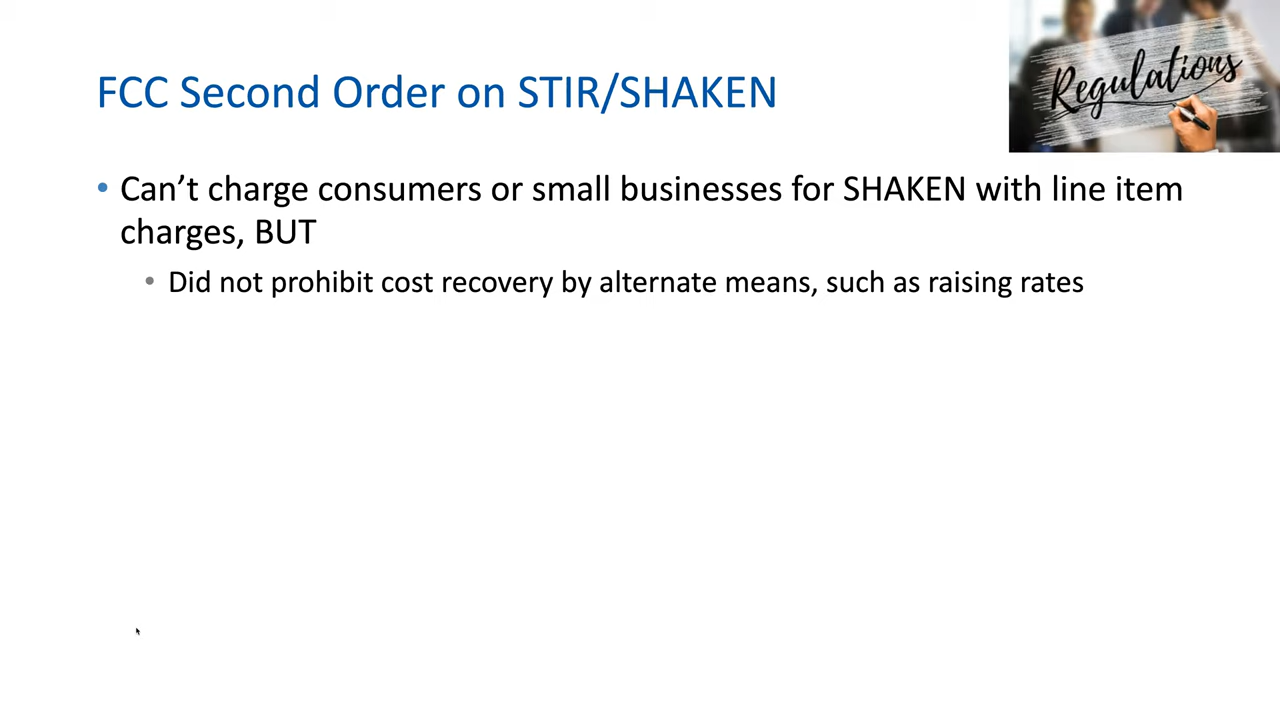 FCC Second Order on STIR/SHAKEN
Regulations
• Can’t charge consumers or small businesses for SHAKEN with line item
charges, BUT
• Did not prohibit cost recovery by alternate means, such as raising rates